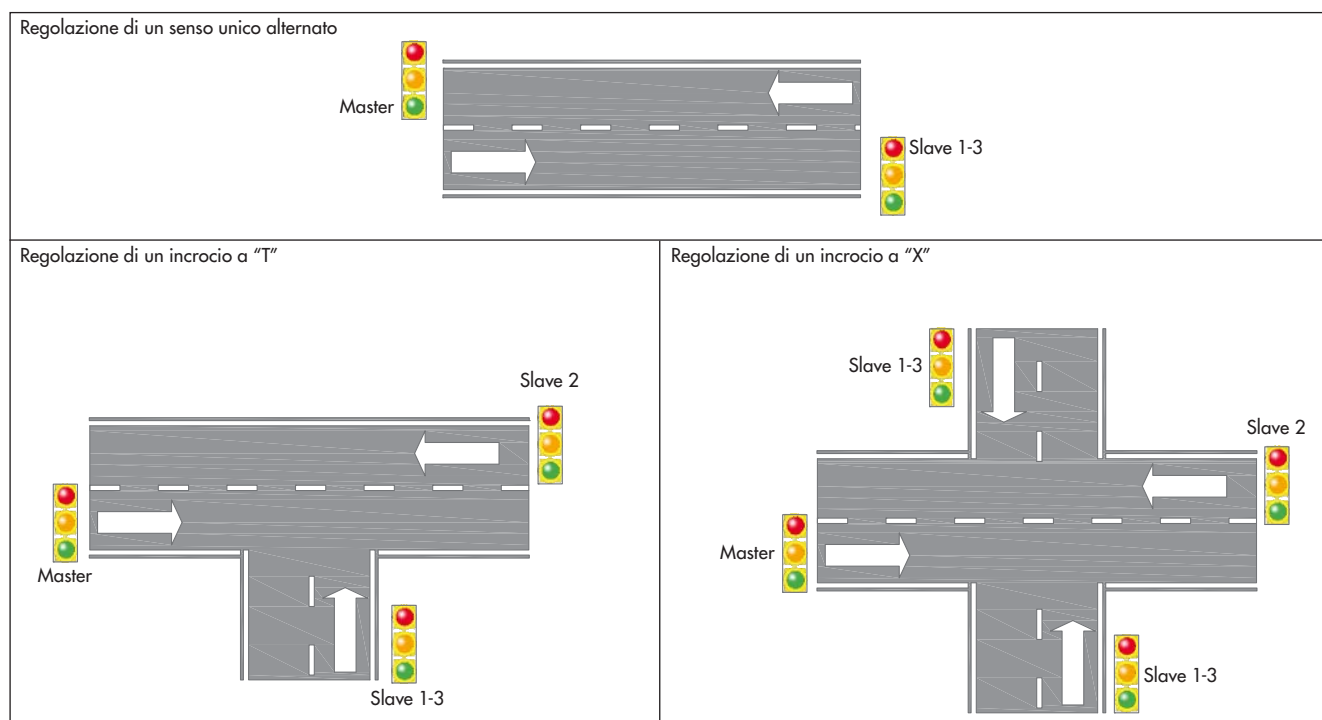 Regolazione di un senso unico alternato
Master
Slave 1-3
Regolazione di un incrocio a “T”
Slave 2
Master
Slave 1-3
Regolazione di un incrocio a “X”
Slave 1-3
Slave 2
Master
Slave 1-3